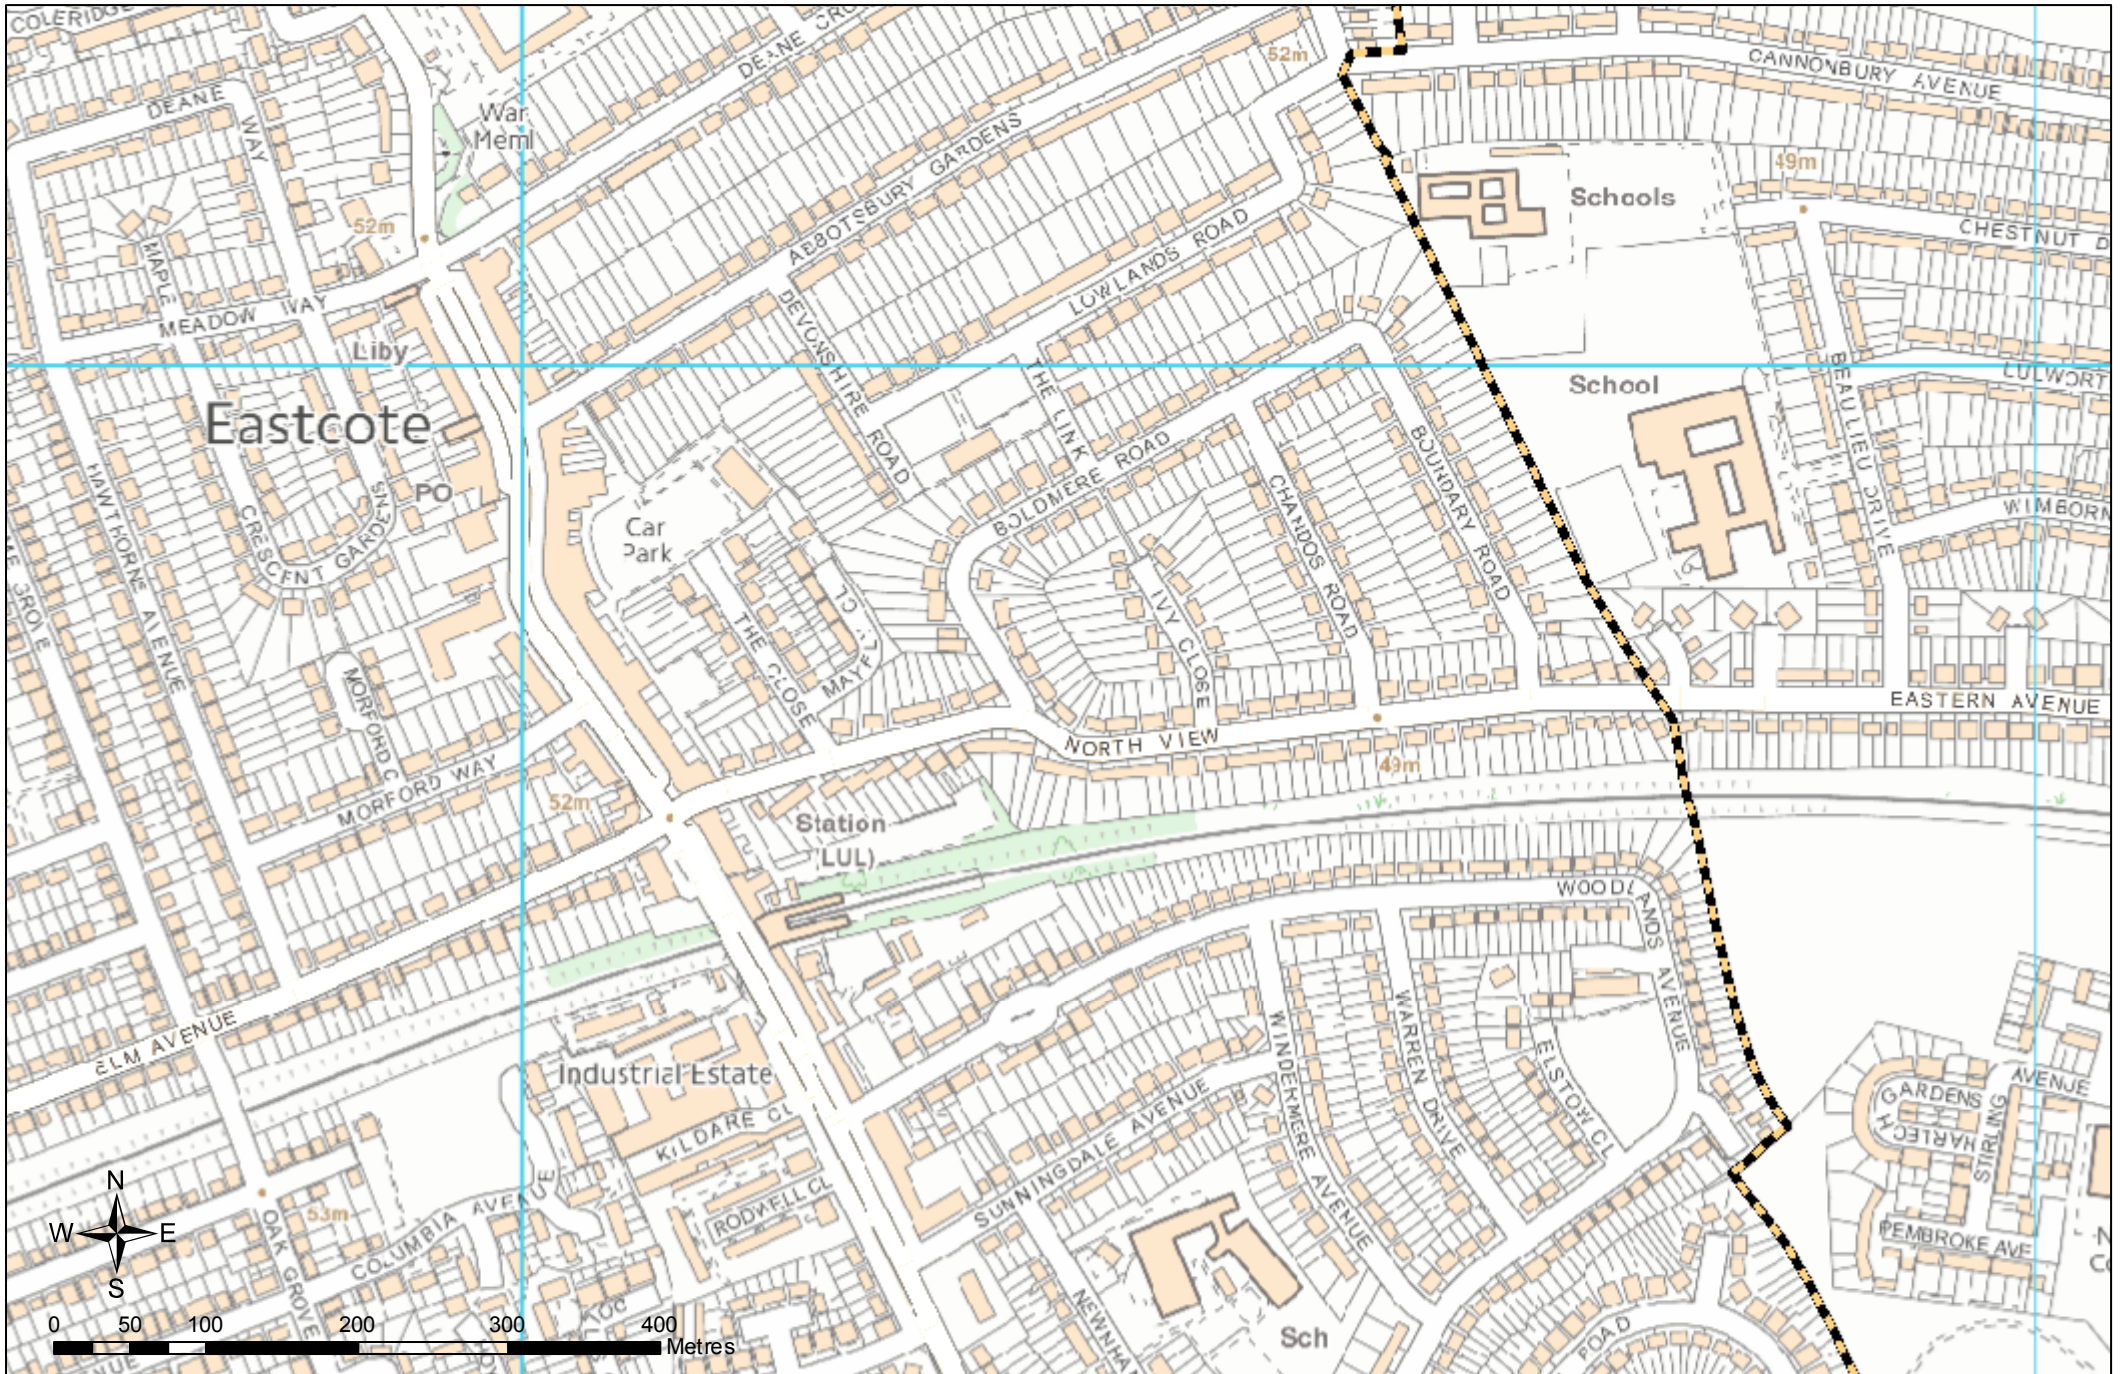 COLERIDGE
DEANE CRO
52m
CANNONBURY AVENUE
DEANE
WAY
War
Meml
ABBOTSBURY GARDENS
Schools
49m
CHESTNUT D
52m
MAPLE
MEADOW WAY
LOWLANDS ROAD
DEVONSHIRE ROAD
Liby
THE LINK
School
BEAULIEU DRIVE
LULWORT
Eastcote
PO
HAWTHORNE AVENUE
CRESCENT GARDENS
Car
Park
BOLDMERE ROAD
CHANDOS ROAD
BOUNDARY ROAD
WIMBORN
IVY CLOSE
THE CLOSE
MAYFL
CL
MORFORD C
MORFORD WAY
NORTH VIEW
EASTERN AVENUE
49m
52m
Station
(LUL)
WOODLANDS AVENUE
ELM AVENUE
Industrial Estate
KILDARE CL
RODWELL CL
SUNNINGDALE AVENUE
WINDERMERE AVENUE
WARREN DRIVE
ELSTOW CL
AVENUE
GARDENS
HARLECH
STIRLING
PEMBROKE AVE
N
W E
S
53m
OAK GROVE
COLUMBIA AVENUE
NEWNHA
Sch
ROAD
N
Co
0 50 100 200 300 400
Metres